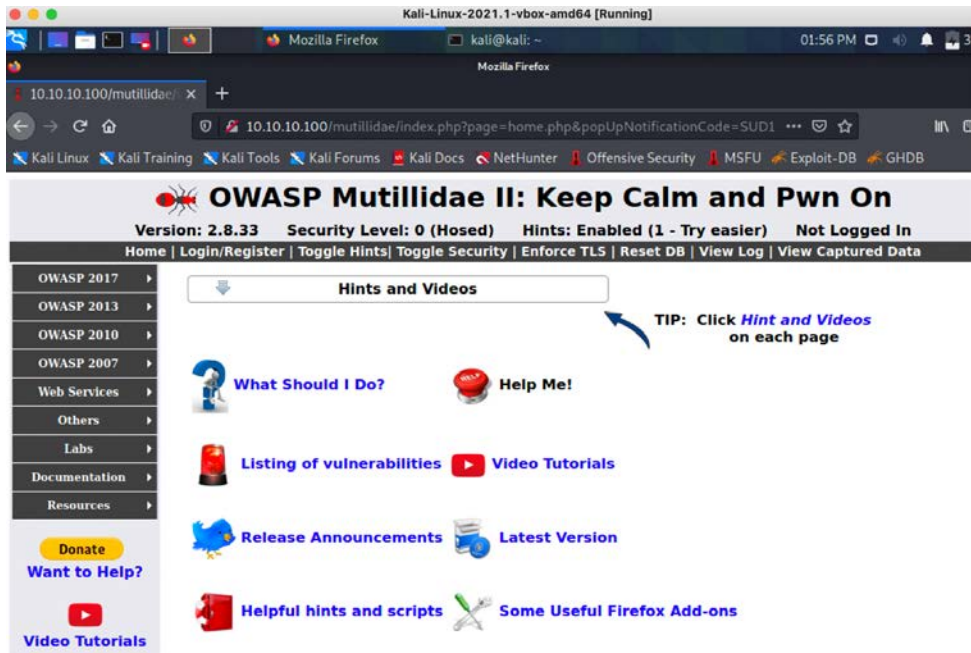 Kali-Linux-2021.1-vbox-amd64 [Running]
Mozilla Firefox kali@kali: ~ 01:56 PM 3
Mozilla Firefox
10.10.10.100/mutillidae/
10.10.10.100/mutillidae/index.php?page=home.php&popUpNotificationCode=SUD1
Kali Linux Kali Training Kali Tools Kali Forums Kali Docs NetHunter Offensive Security MSFU Exploit-DB GHDB
OWASP Mutillidae II: Keep Calm and Pwn On
Version: 2.8.33 Security Level: 0 (Hosed) Hints: Enabled (1 - Try easier) Not Logged In
Home | Login/Register | Toggle Hints| Toggle Security | Enforce TLS | Reset DB | View Log | View Captured Data
OWASP 2017
OWASP 2013
OWASP 2010
OWASP 2007
Web Services
Others
Labs
Documentation
Resources
Donate
Want to Help?
Video Tutorials
Hints and Videos
TIP: Click Hint and Videos
on each page
What Should I Do? HELP Help Me!
Listing of vulnerabilities Video Tutorials
Release Announcements Latest Version
Helpful hints and scripts Some Useful Firefox Add-ons